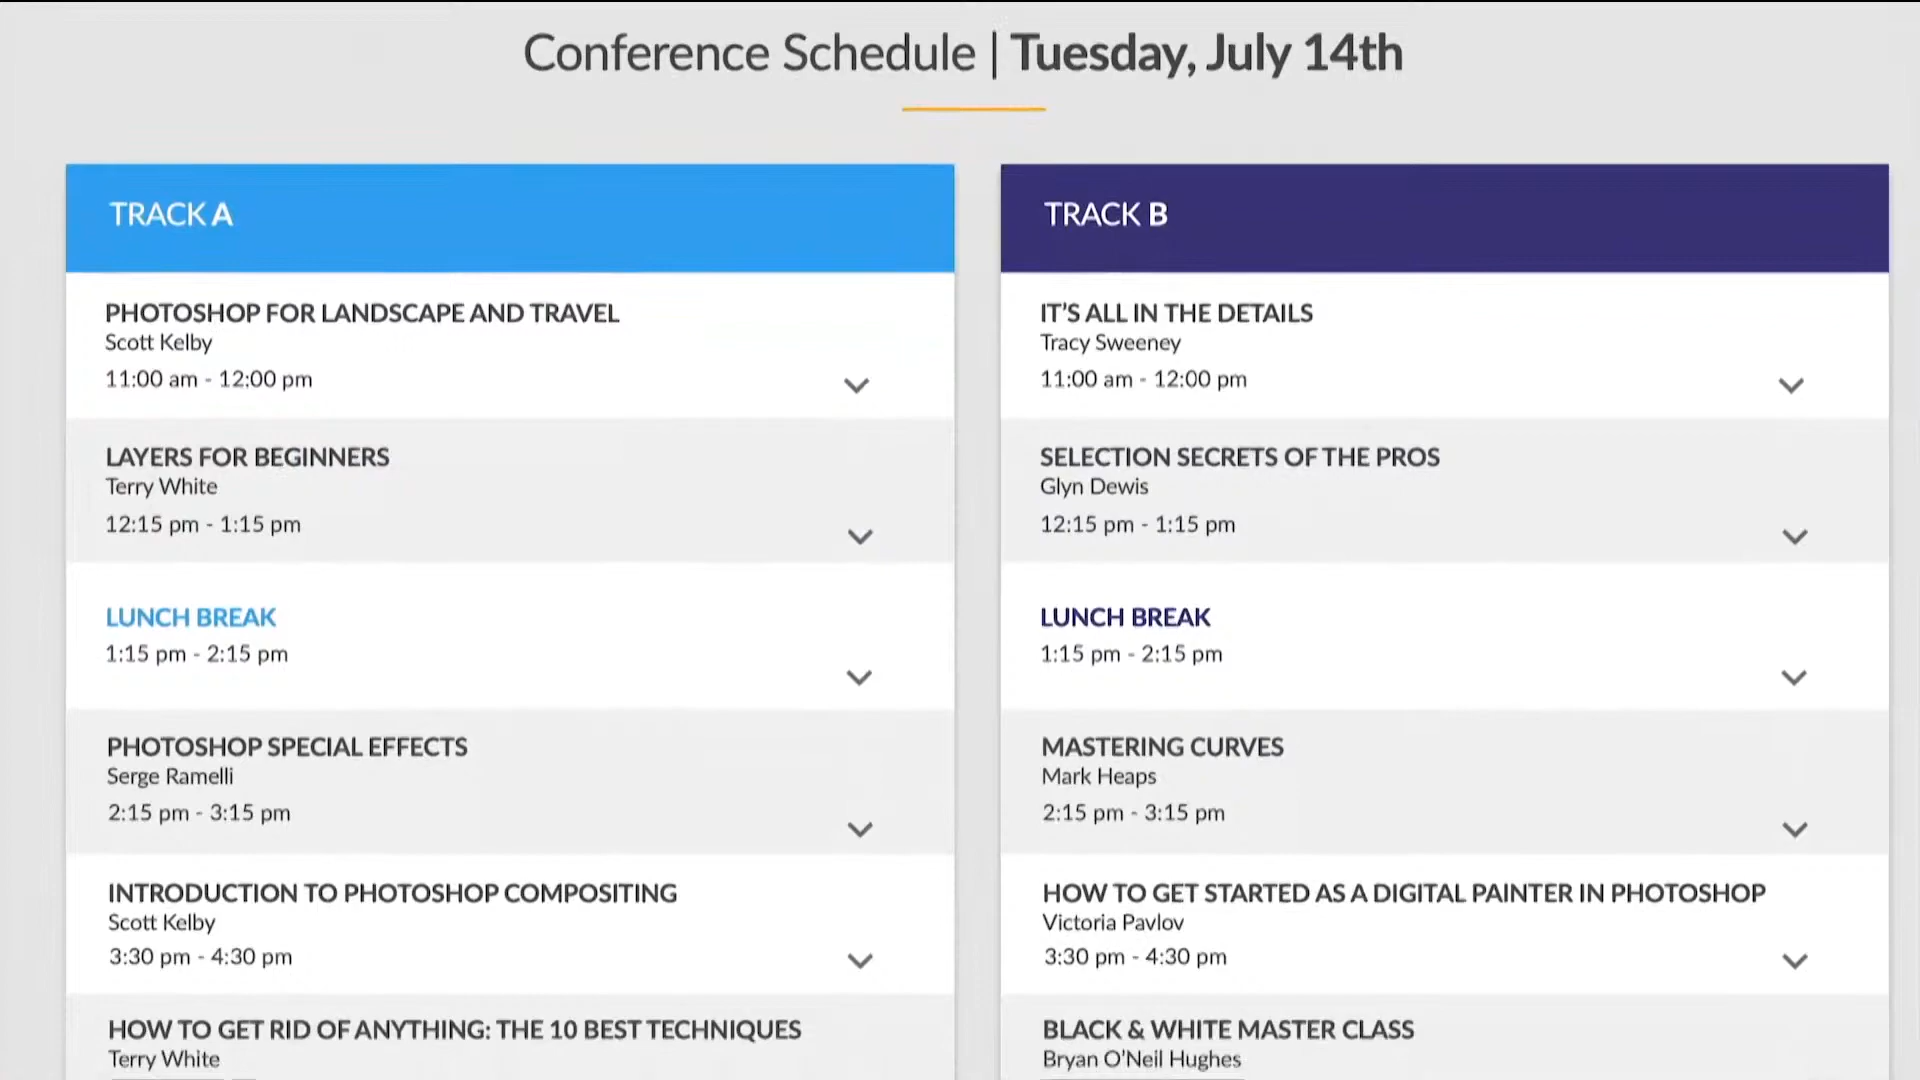 Conference Schedule | Tuesday, July 14th
TRACK A
PHOTOSHOP FOR LANDSCAPE AND TRAVEL
Scott Kelby
11:00 am - 12:00 pm
LAYERS FOR BEGINNERS
Terry White
12:15 pm - 1:15 pm
LUNCH BREAK
1:15 pm - 2:15 pm
PHOTOSHOP SPECIAL EFFECTS
Serge Ramelli
2:15 pm - 3:15 pm
INTRODUCTION TO PHOTOSHOP COMPOSITING
Scott Kelby
3:30 pm - 4:30 pm
HOW TO GET RID OF ANYTHING: THE 10 BEST TECHNIQUES
Terry White
TRACK B
IT’S ALL IN THE DETAILS
Tracy Sweeney
11:00 am - 12:00 pm
SELECTION SECRETS OF THE PROS
Glyn Dewis
12:15 pm - 1:15 pm
LUNCH BREAK
1:15 pm - 2:15 pm
MASTERING CURVES
Mark Heaps
2:15 pm - 3:15 pm
HOW TO GET STARTED AS A DIGITAL PAINTER IN PHOTOSHOP
Victoria Pavlov
3:30 pm - 4:30 pm
BLACK & WHITE MASTER CLASS
Bryan O’Neil Hughes